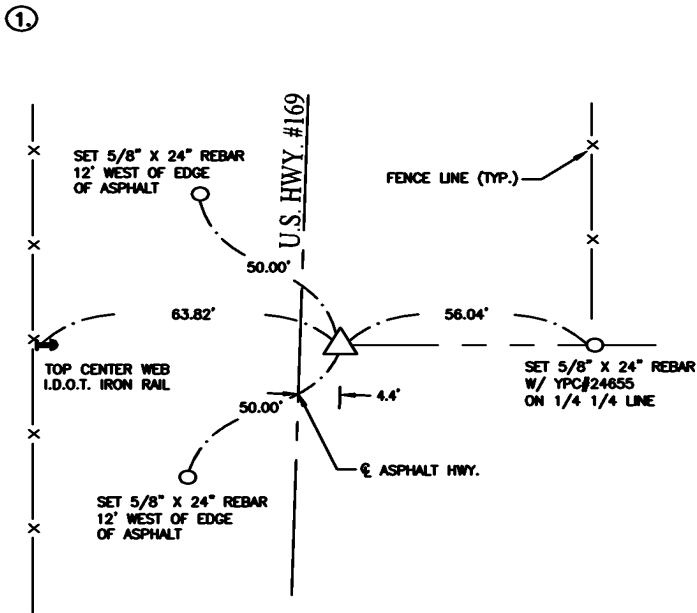 1.
U.S. HWY. #169
SET 5/8" X 24" REBAR
12' WEST OF EDGE
OF ASPHALT
FENCE LINE (TYP.)
50.00'
63.82'
56.04'
TOP CENTER WEB
I.D.O.T. IRON RAIL
SET 5/8" X 24" REBAR
W/ YPC#24655
ON 1/4 1/4 LINE
50.00'
4.4'
℄ ASPHALT HWY.
SET 5/8" X 24" REBAR
12' WEST OF EDGE
OF ASPHALT